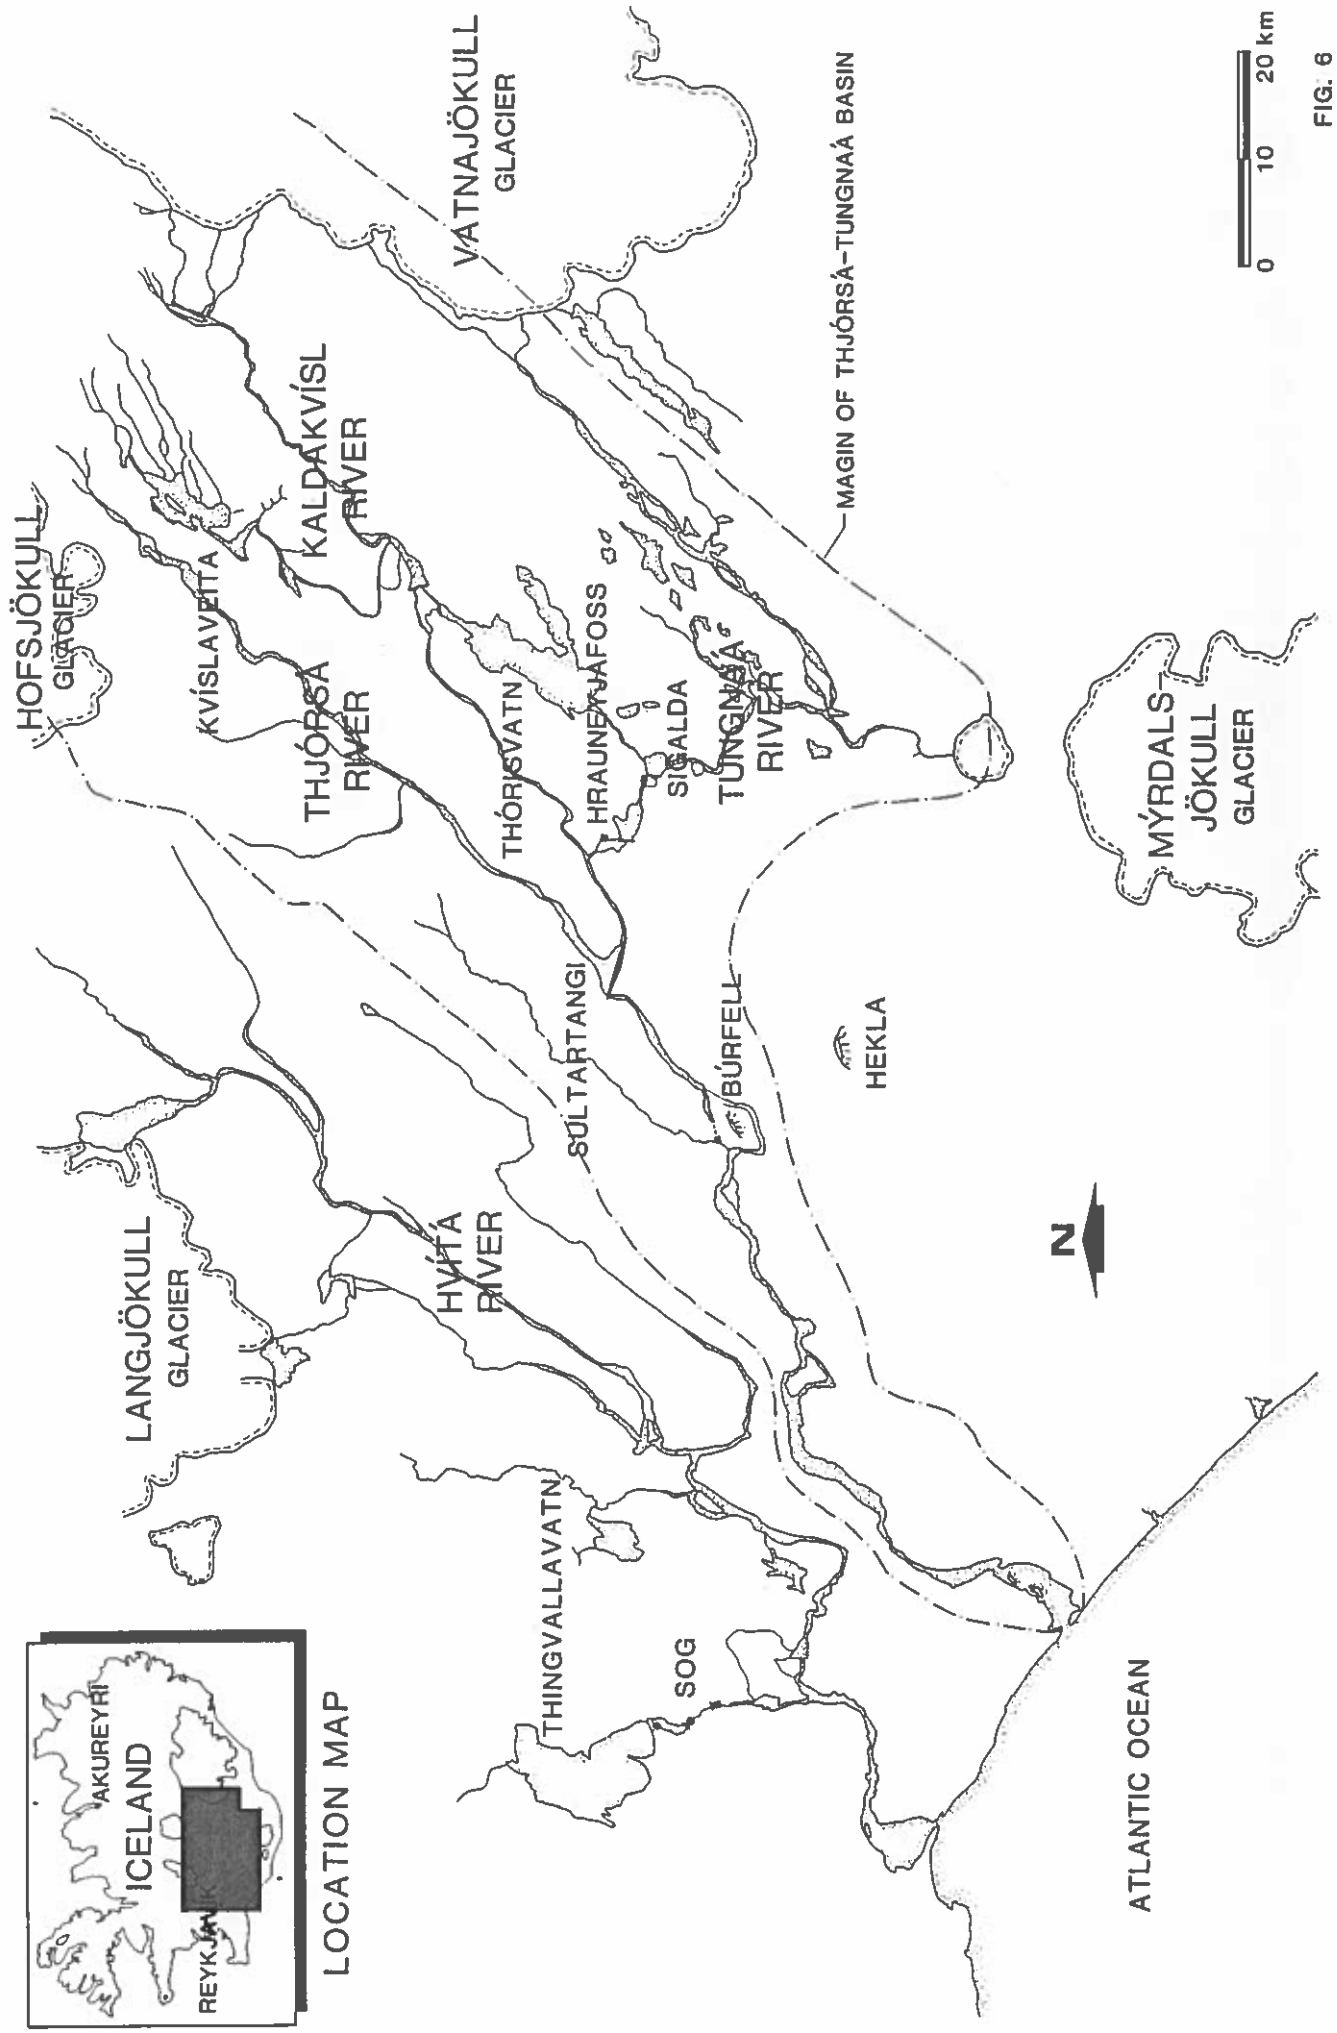 AKUREYRI
ICELAND
REYKJAVIK
LOCATION MAP
LANGJÖKULL
GLACIER
HOFSJÖKULL
GLACIER
KVÍSLAVEITA
THJÓRSÁ
RIVER
KALDAKVÍSL
RIVER
VATNAJÖKULL
GLACIER
HVÍTÁ
RIVER
THINGVALLAVATN
SOG
SULTARTANGI
THÓRISVATN
HRAUNEYJAFOSS
SIGALDA
TUNGNAÁ
RIVER
BÚRFELL
HEKLA
MAGIN OF THJÓRSÁ-TUNGNAÁ BASIN
MÝRDALS-
JÖKULL
GLACIER
N
ATLANTIC OCEAN
0 10 20 km
FIG. 6